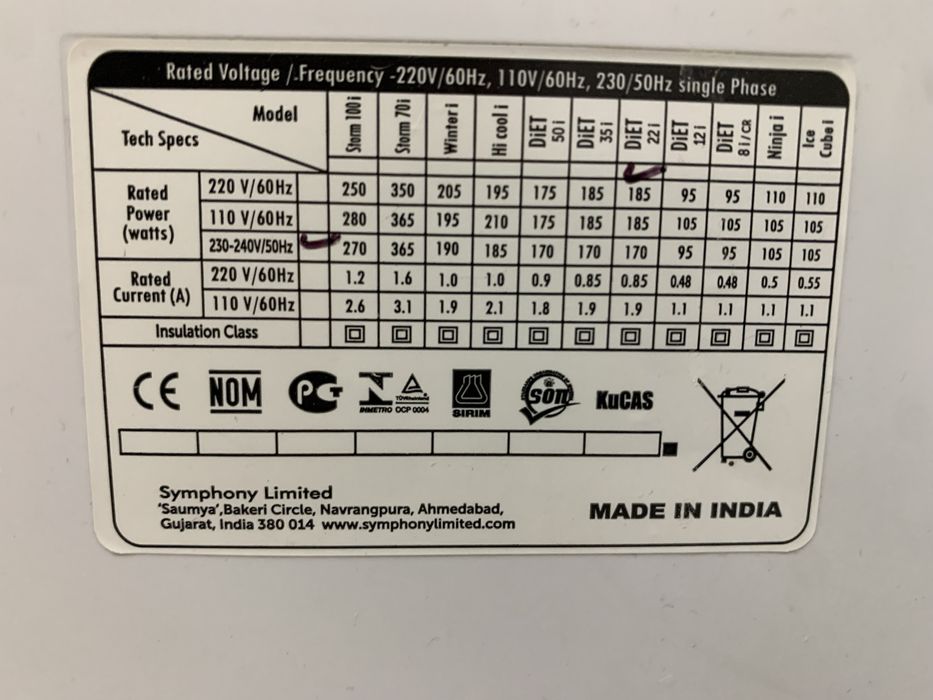 Rated Voltage / Frequency -220V/60Hz, 110V/60Hz, 230/50Hz single Phase
Tech Specs Model Storm 100i Storm 70i Winter i Hi cool i DiET 50i DiET 35i DiET 22i DiET 12i DiET 8i/CR Ninja i Ice Cube i
Rated Power (watts)
220 V/60Hz 250 350 205 195 175 185 185 95 95 110 110
110 V/60Hz 280 365 195 210 175 185 185 105 105 105 105
230-240V/50Hz 270 365 190 185 170 170 170 95 95 105 105
Rated Current (A)
220 V/60Hz 1.2 1.6 1.0 1.0 0.9 0.85 0.85 0.48 0.48 0.5 0.55
110 V/60Hz 2.6 3.1 1.9 2.1 1.8 1.9 1.9 1.1 1.1 1.1 1.1
Insulation Class
CE NOM PCT N INMETRO TÜVRheinland OCP 0004 SIRIM son KuCAS
Symphony Limited
'Saumya',Bakeri Circle, Navrangpura, Ahmedabad,
Gujarat, India 380 014 www.symphonylimited.com
MADE IN INDIA